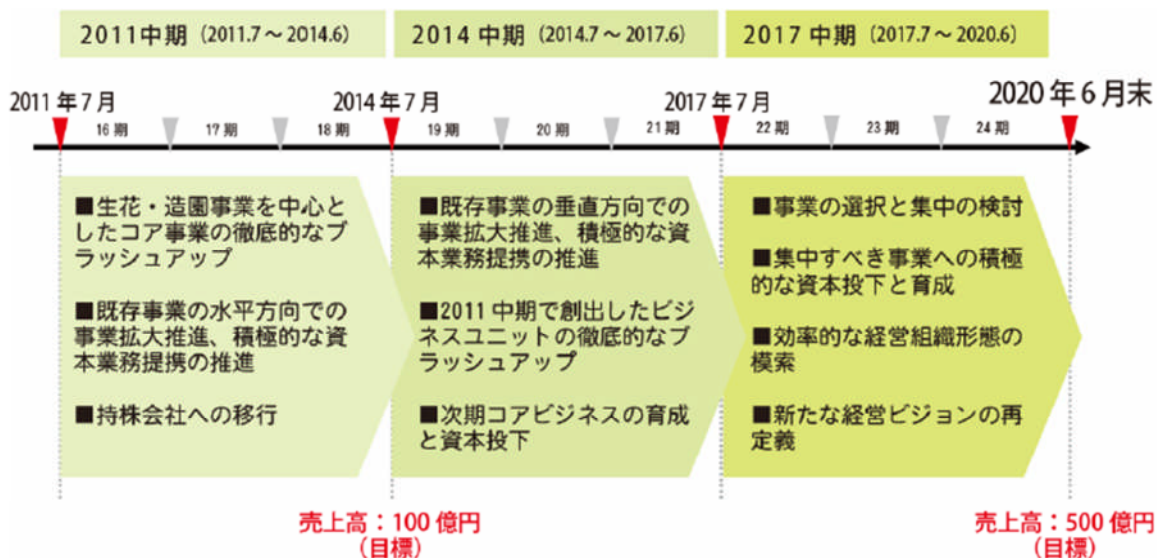 2011中期 (2011.7～2014.6)
2014中期 (2014.7～2017.6)
2017中期 (2017.7～2020.6)
2011年7月
2014年7月
2017年7月
2020年6月末
16期
17期
18期
19期
20期
21期
22期
23期
24期
■生花・造園事業を中心と
したコア事業の徹底的なブ
ラッシュアップ
■既存事業の水平方向での
事業拡大推進、積極的な資
本業務提携の推進
■持株会社への移行
■既存事業の垂直方向での
事業拡大推進、積極的な資
本業務提携の推進
■2011中期で創出したビジ
ネスユニットの徹底的なブ
ラッシュアップ
■次期コアビジネスの育成
と資本投下
■事業の選択と集中の検討
■集中すべき事業への積極
的な資本投下と育成
■効率的な経営組織形態の
模索
■新たな経営ビジョンの再
定義
売上高：100億円
(目標)
売上高：500億円
(目標)